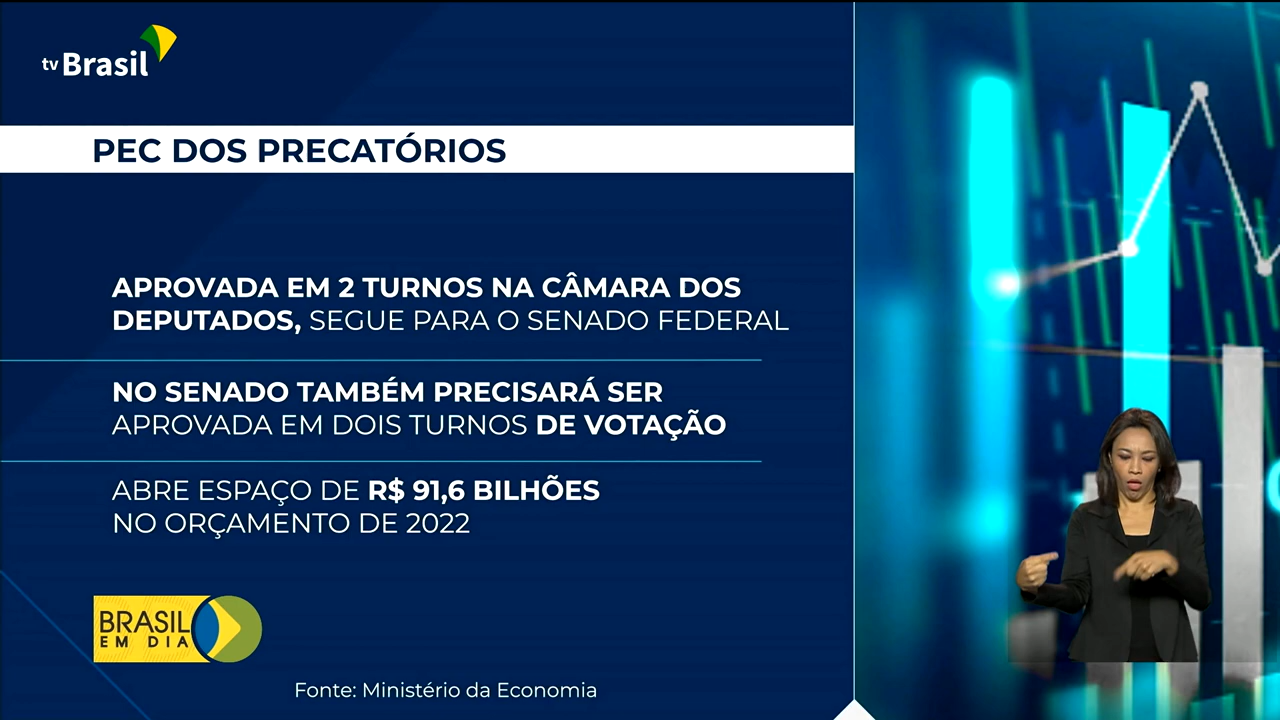 tv Brasil
PEC DOS PRECATÓRIOS
APROVADA EM 2 TURNOS NA CÂMARA DOS
DEPUTADOS, SEGUE PARA O SENADO FEDERAL
NO SENADO TAMBÉM PRECISARÁ SER
APROVADA EM DOIS TURNOS DE VOTAÇÃO
ABRE ESPAÇO DE R$ 91,6 BILHÕES
NO ORÇAMENTO DE 2022
BRASIL
EM DIA
Fonte: Ministério da Economia